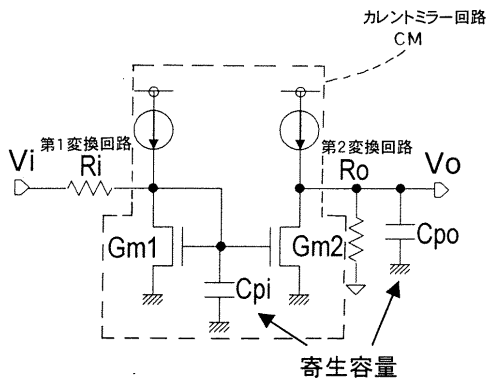 カレントミラー回路
CM
第1変換回路
第2変換回路
Vi
Ri
Ro
Vo
Gm1
Gm2
Cpi
Cpo
寄生容量